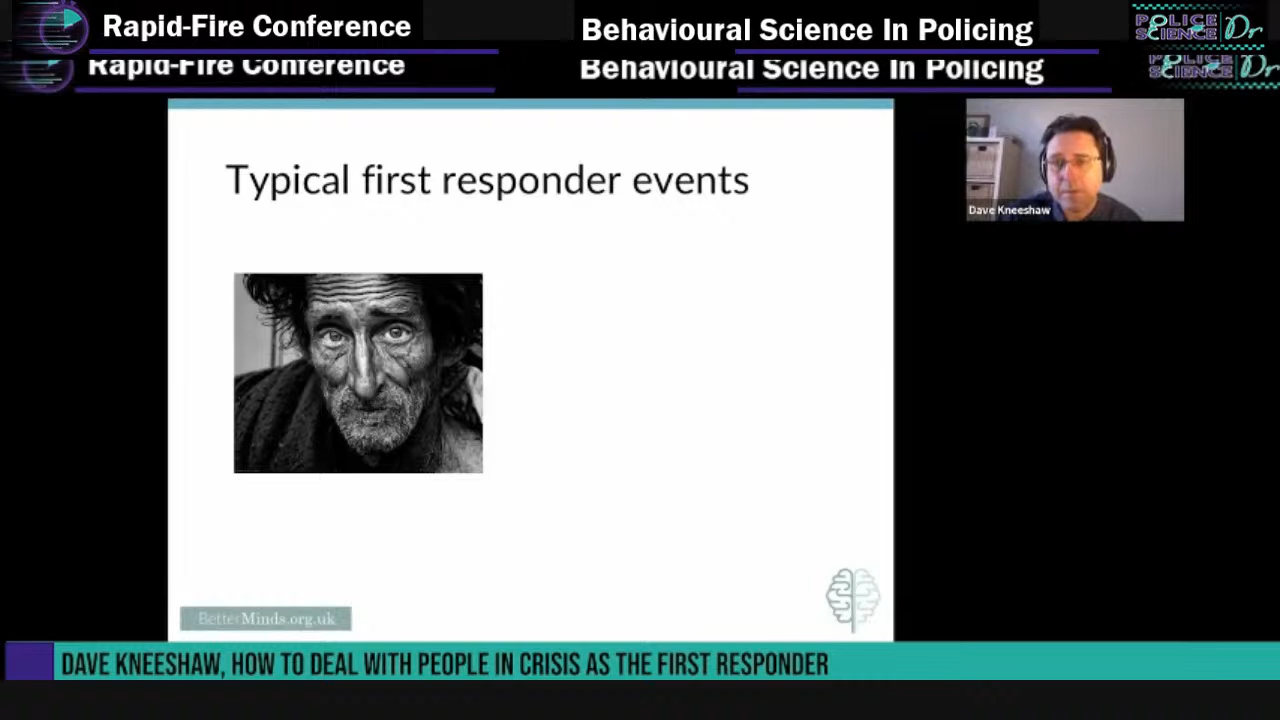 Rapid-Fire Conference
Behavioural Science In Policing
POLICE SCIENCE Dr
Rapid-Fire Conference
Behavioural Science In Policing
POLICE SCIENCE Dr
Typical first responder events
Dave Kneeshaw
BetterMinds.org.uk
DAVE KNEESHAW, HOW TO DEAL WITH PEOPLE IN CRISIS AS THE FIRST RESPONDER